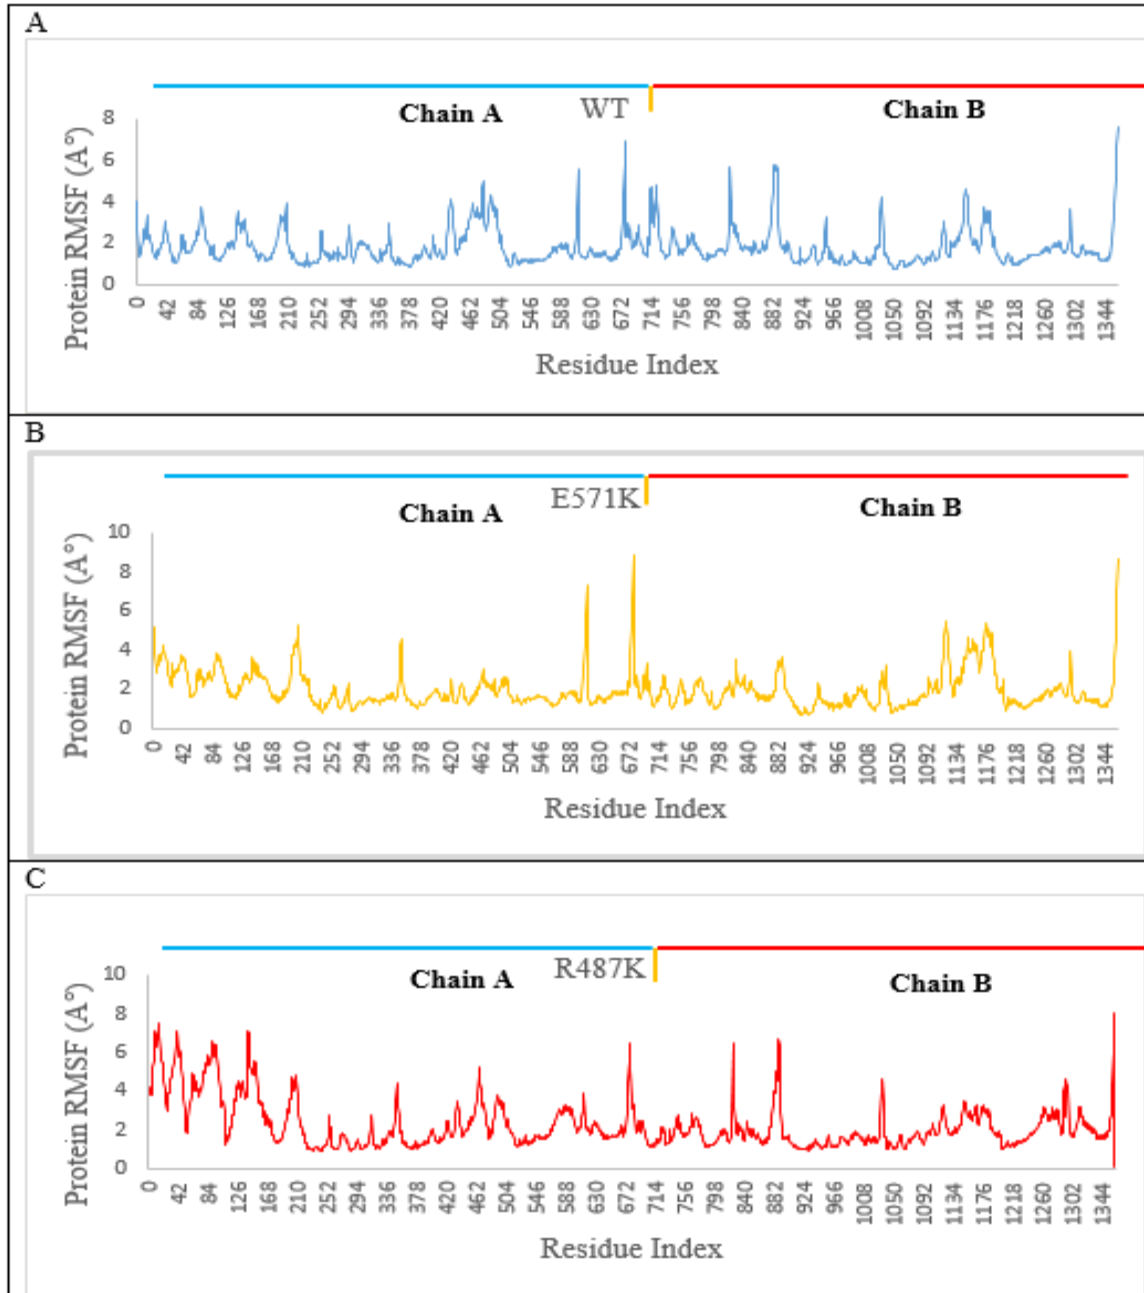 A
Chain A
WT
Chain B
Protein RMSF (A°)
8
6
4
2
0
0 42 84 126 168 210 252 294 336 378 420 462 504 546 588 630 672 714 756 798 840 882 924 966 1008 1050 1092 1134 1176 1218 1260 1302 1344
Residue Index
B
Chain A
E571K
Chain B
Protein RMSF (A°)
10
8
6
4
2
0
0 42 84 126 168 210 252 294 336 378 420 462 504 546 588 630 672 714 756 798 840 882 924 966 1008 1050 1092 1134 1176 1218 1260 1302 1344
Residue Index
C
Chain A
R487K
Chain B
Protein RMSF (A°)
10
8
6
4
2
0
0 42 84 126 168 210 252 294 336 378 420 462 504 546 588 630 672 714 756 798 840 882 924 966 1008 1050 1092 1134 1176 1218 1260 1302 1344
Residue Index